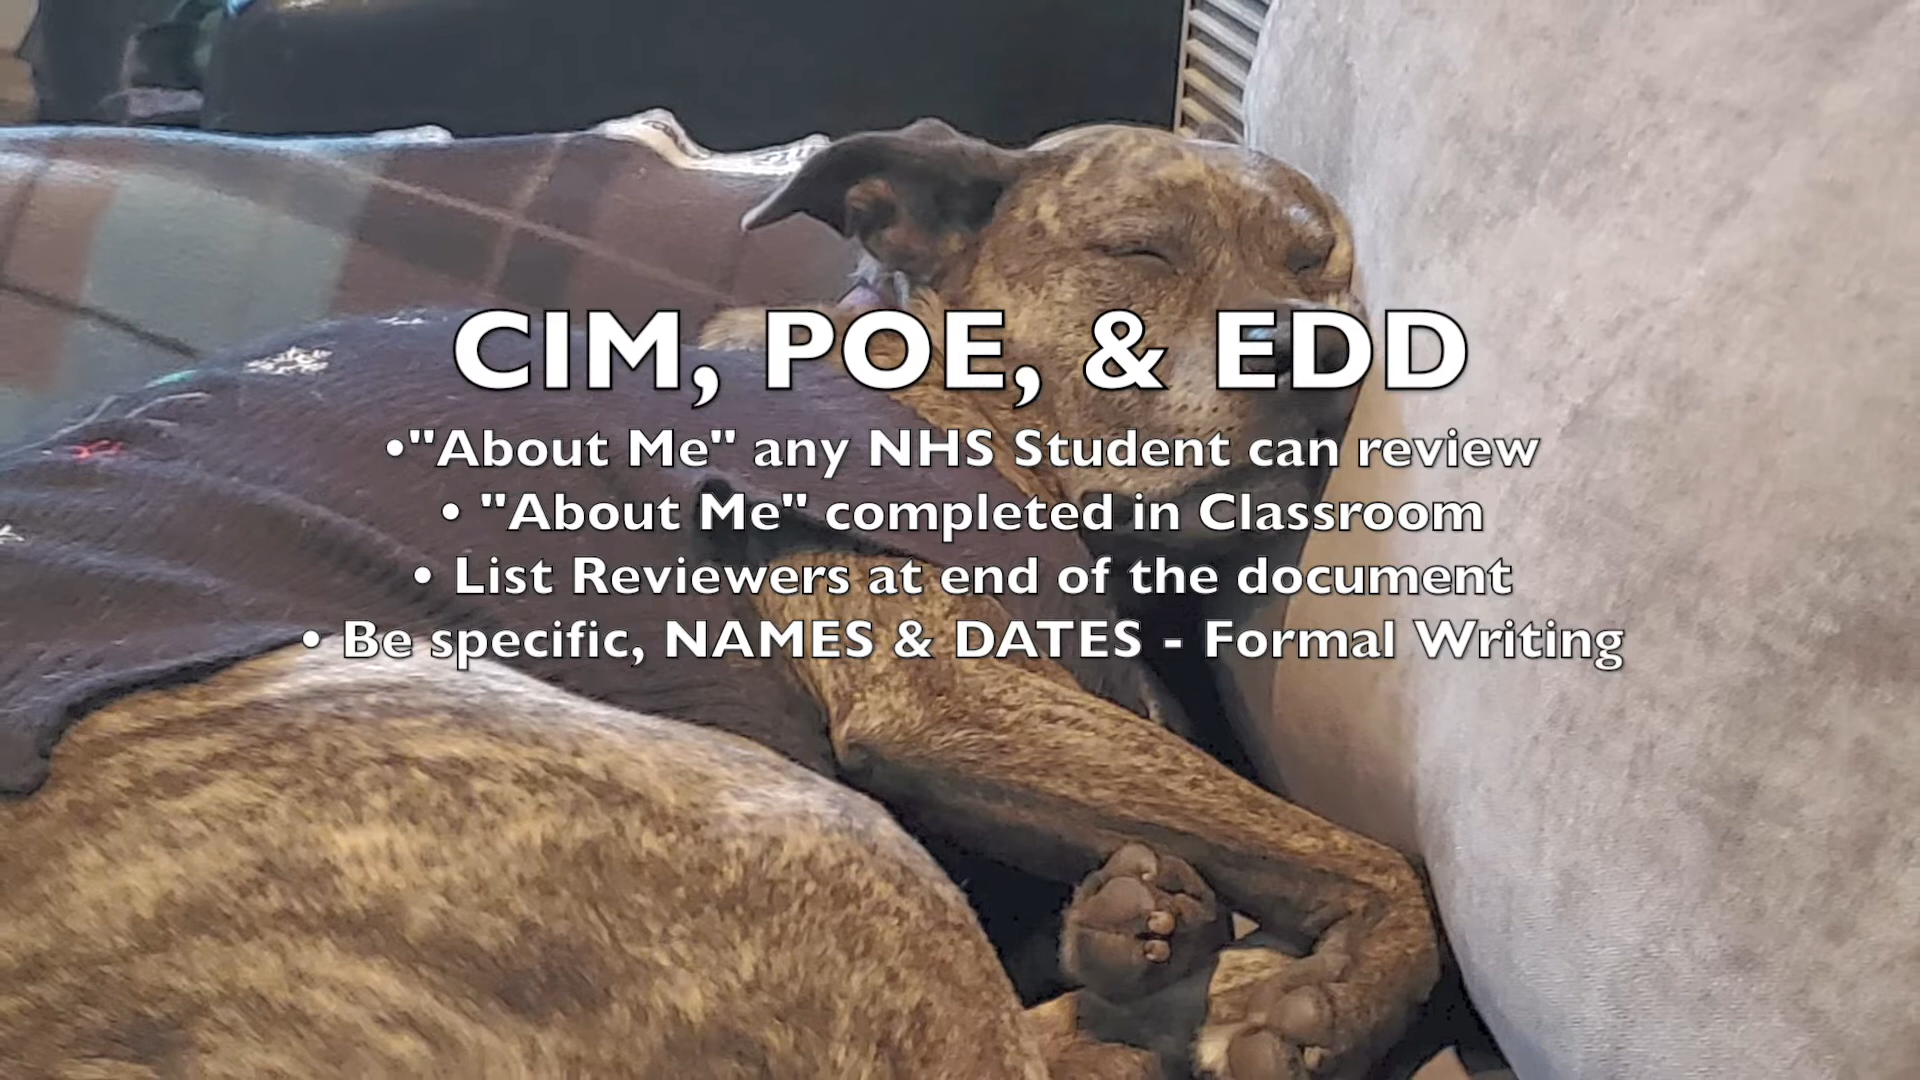 CIM, POE, & EDD
•"About Me" any NHS Student can review
• "About Me" completed in Classroom
• List Reviewers at end of the document
• Be specific, NAMES & DATES - Formal Writing